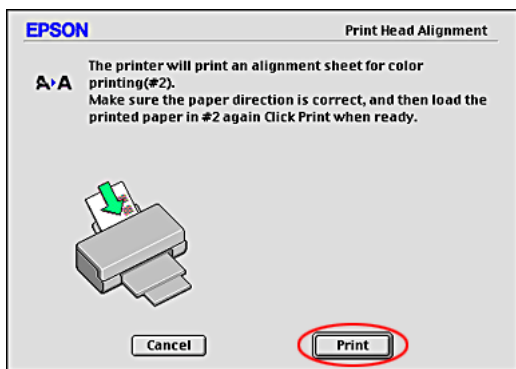 EPSON
Print Head Alignment
The printer will print an alignment sheet for color
printing(#2).
Make sure the paper direction is correct, and then load the
printed paper in #2 again Click Print when ready.
A▸A
Cancel
Print